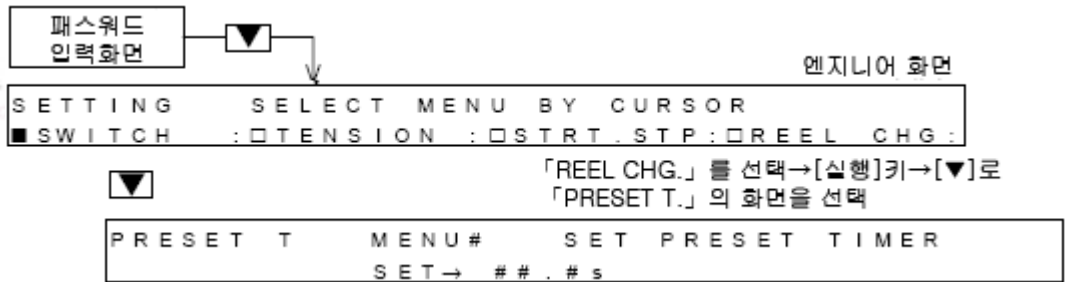 패스워드
입력화면
▼
엔지니어 화면
SETTING SELECT MENU BY CURSOR
■SWITCH :□TENSION :□STRT.STP:□REEL CHG:
▼
「REEL CHG.」를 선택→[실행]키→[▼]로
「PRESET T.」의 화면을 선택
PRESET T MENU# SET PRESET TIMER
SET→ ##.#s